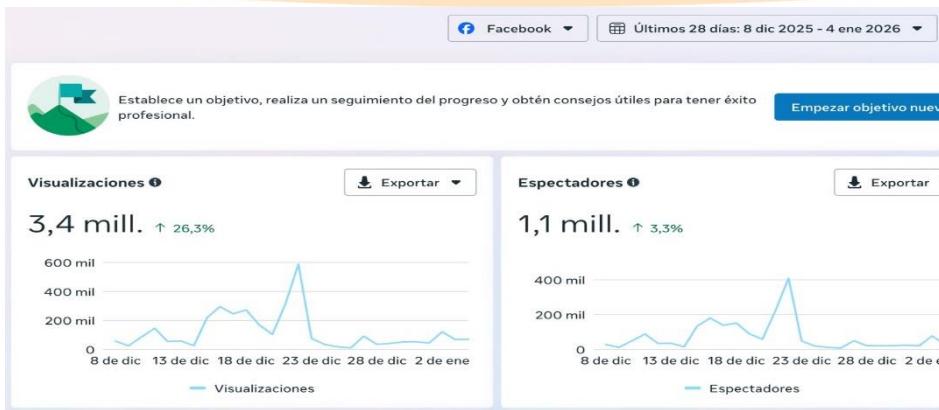 Facebook
Últimos 28 días: 8 dic 2025 - 4 ene 2026
Establece un objetivo, realiza un seguimiento del progreso y obtén consejos útiles para tener éxito
profesional.
Empezar objetivo nuev
Visualizaciones
Exportar
3,4 mill. ↑ 26,3%
600 mil
400 mil
200 mil
0
8 de dic 13 de dic 18 de dic 23 de dic 28 de dic 2 de ene
Visualizaciones
Espectadores
Exportar
1,1 mill. ↑ 3,3%
400 mil
200 mil
0
8 de dic 13 de dic 18 de dic 23 de dic 28 de dic 2 de e
Espectadores